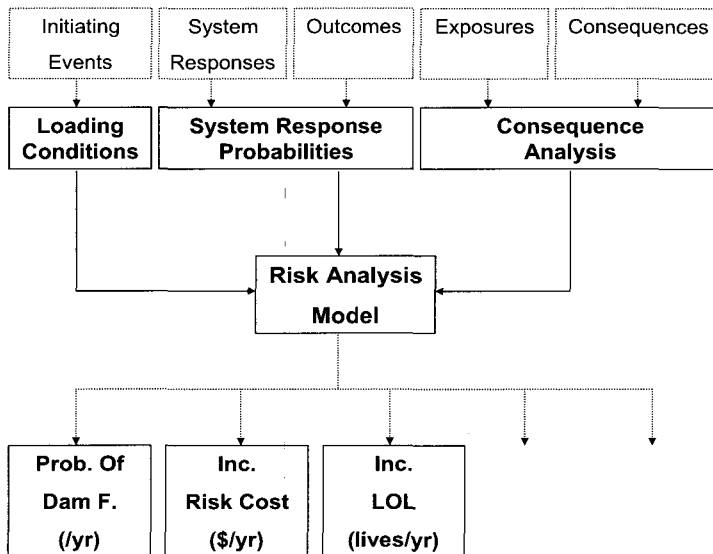 Initiating
Events
System
Responses
Outcomes
Exposures
Consequences
Loading
Conditions
System Response
Probabilities
Consequence
Analysis
Risk Analysis
Model
Prob. Of
Dam F.
(/yr)
Inc.
Risk Cost
($/yr)
Inc.
LOL
(lives/yr)